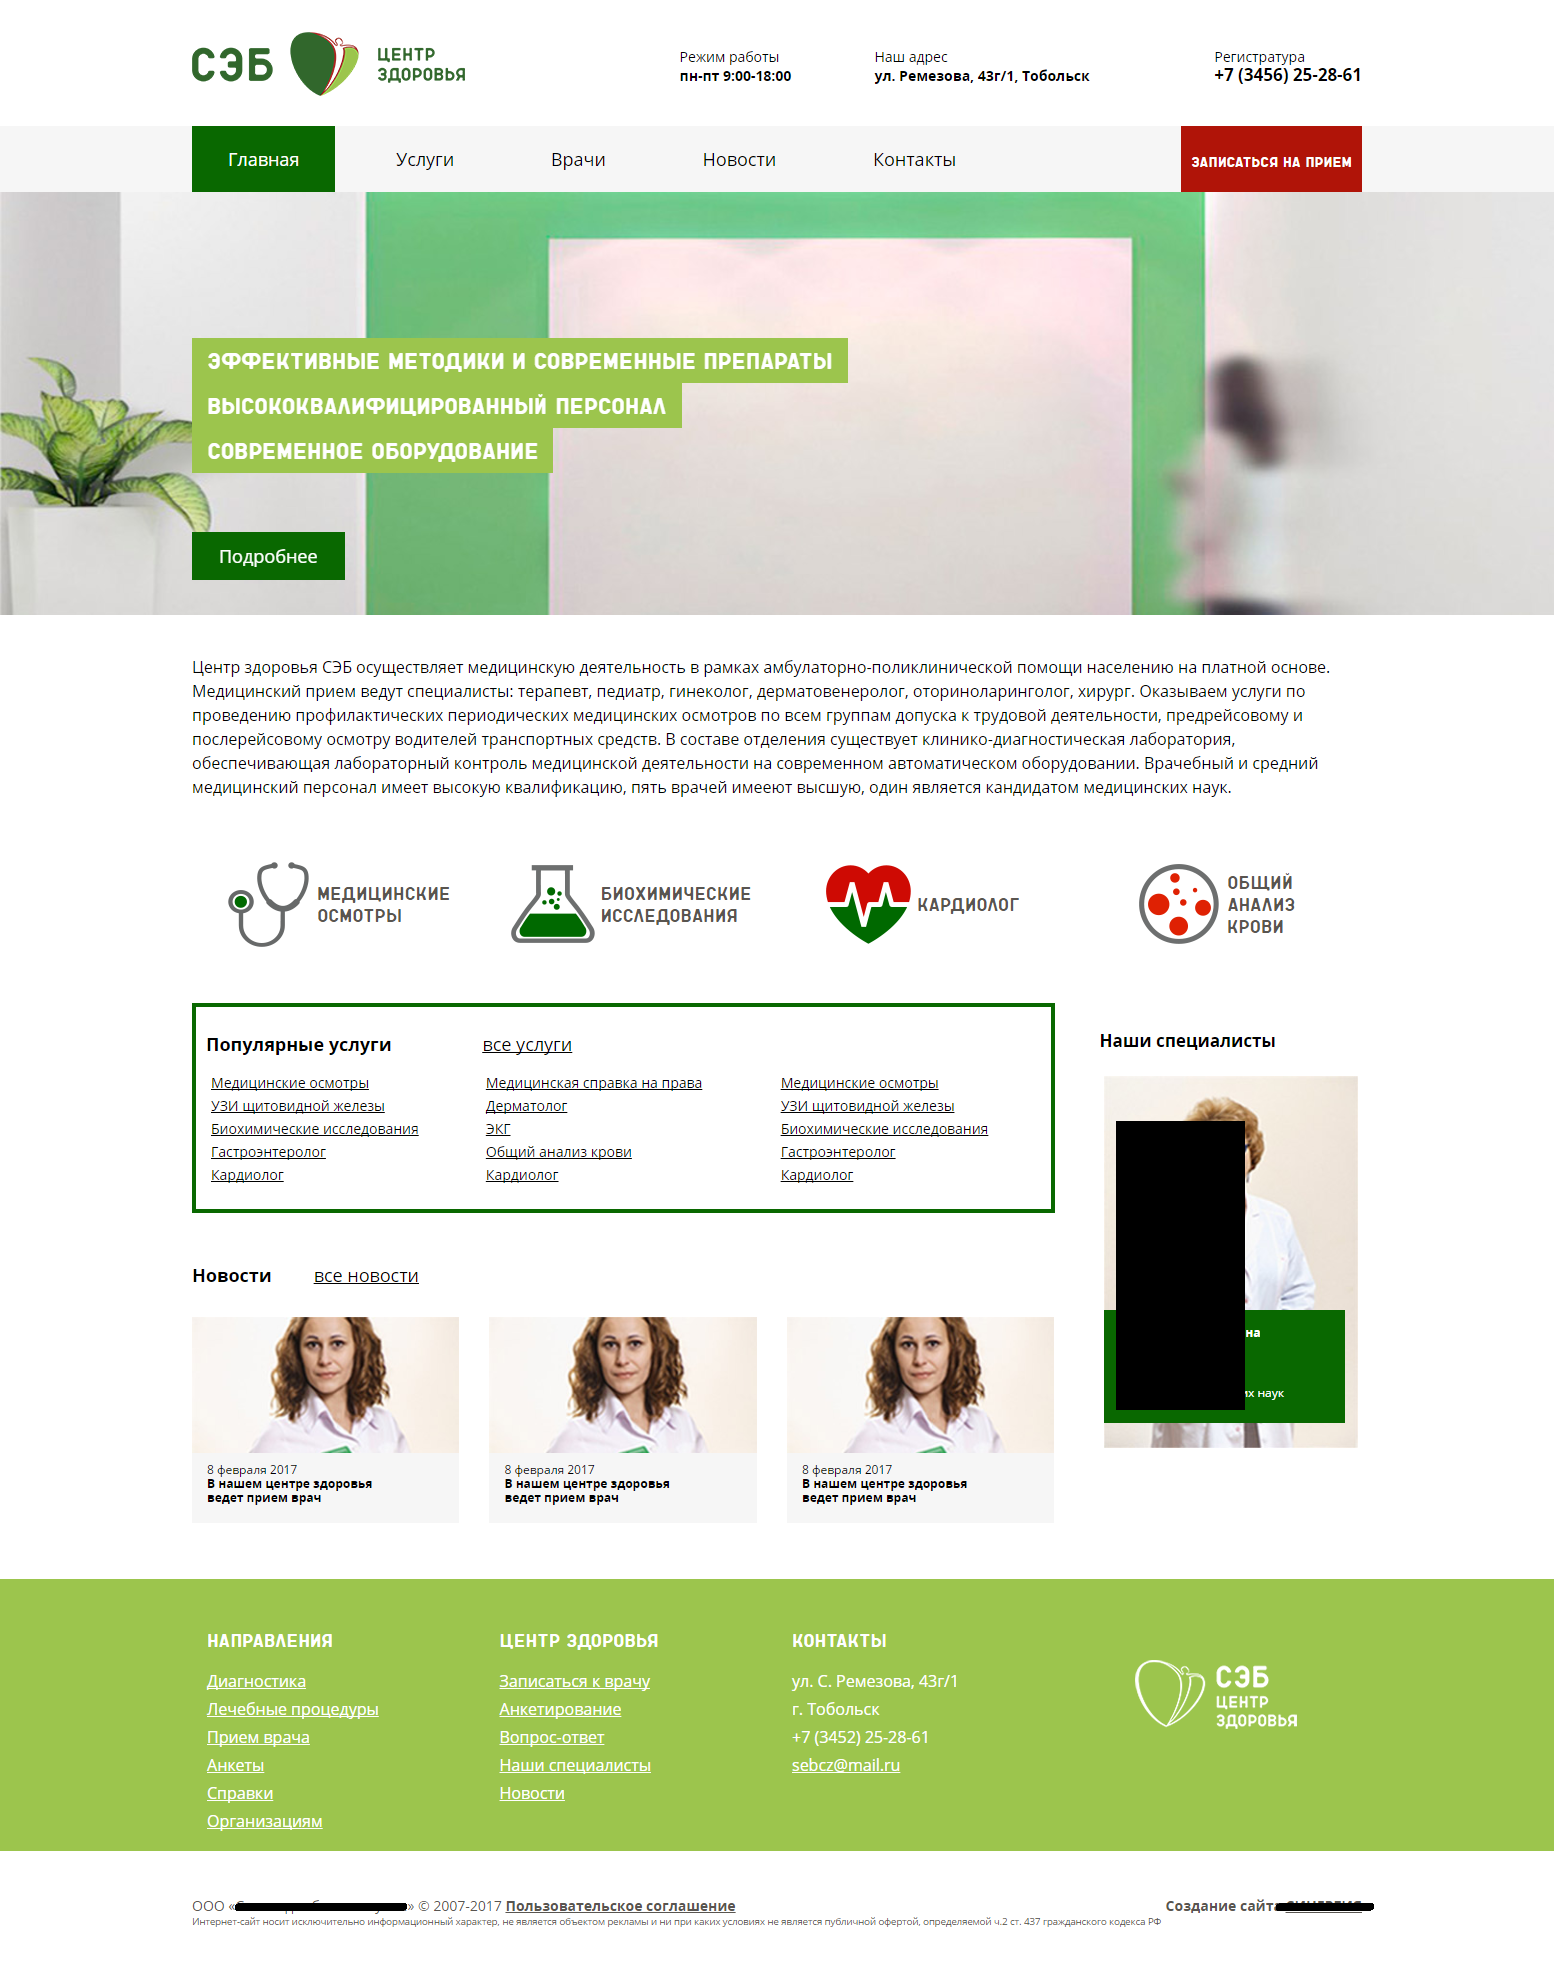 СЭБ
ЦЕНТР
ЗДОРОВЬЯ
Режим работы
пн-пт 9:00-18:00
Наш адрес
ул. Ремезова, 43г/1, Тобольск
Регистратура
+7 (3456) 25-28-61
Главная
Услуги
Врачи
Новости
Контакты
ЗАПИСАТЬСЯ НА ПРИЕМ
ЭФФЕКТИВНЫЕ МЕТОДИКИ И СОВРЕМЕННЫЕ ПРЕПАРАТЫ
ВЫСОКОКВАЛИФИЦИРОВАННЫЙ ПЕРСОНАЛ
СОВРЕМЕННОЕ ОБОРУДОВАНИЕ
Подробнее
Центр здоровья СЭБ осуществляет медицинскую деятельность в рамках амбулаторно-поликлинической помощи населению на платной основе.
Медицинский прием ведут специалисты: терапевт, педиатр, гинеколог, дерматовенеролог, оториноларинголог, хирург. Оказываем услуги по
проведению профилактических периодических медицинских осмотров по всем группам допуска к трудовой деятельности, предрейсовому и
послерейсовому осмотру водителей транспортных средств. В составе отделения существует клинико-диагностическая лаборатория,
обеспечивающая лабораторный контроль медицинской деятельности на современном автоматическом оборудовании. Врачебный и средний
медицинский персонал имеет высокую квалификацию, пять врачей имееют высшую, один является кандидатом медицинских наук.
МЕДИЦИНСКИЕ
ОСМОТРЫ
БИОХИМИЧЕСКИЕ
ИССЛЕДОВАНИЯ
КАРДИОЛОГ
ОБЩИЙ
АНАЛИЗ
КРОВИ
Популярные услуги
все услуги
Медицинские осмотры
УЗИ щитовидной железы
Биохимические исследования
Гастроэнтеролог
Кардиолог
Медицинская справка на права
Дерматолог
ЭКГ
Общий анализ крови
Кардиолог
Медицинские осмотры
УЗИ щитовидной железы
Биохимические исследования
Гастроэнтеролог
Кардиолог
Наши специалисты
на
наук
Новости
все новости
8 февраля 2017
В нашем центре здоровья
ведет прием врач
8 февраля 2017
В нашем центре здоровья
ведет прием врач
8 февраля 2017
В нашем центре здоровья
ведет прием врач
НАПРАВЛЕНИЯ
Диагностика
Лечебные процедуры
Прием врача
Анкеты
Справки
Организациям
ЦЕНТР ЗДОРОВЬЯ
Записаться к врачу
Анкетирование
Вопрос-ответ
Наши специалисты
Новости
КОНТАКТЫ
ул. С. Ремезова, 43г/1
г. Тобольск
+7 (3452) 25-28-61
sebcz@mail.ru
СЭБ
ЦЕНТР
ЗДОРОВЬЯ
ООО « » © 2007-2017 Пользовательское соглашение
Интернет-сайт носит исключительно информационный характер, не является объектом рекламы и ни при каких условиях не является публичной офертой, определяемой ч.2 ст. 437 гражданского кодекса РФ
Создание сайта